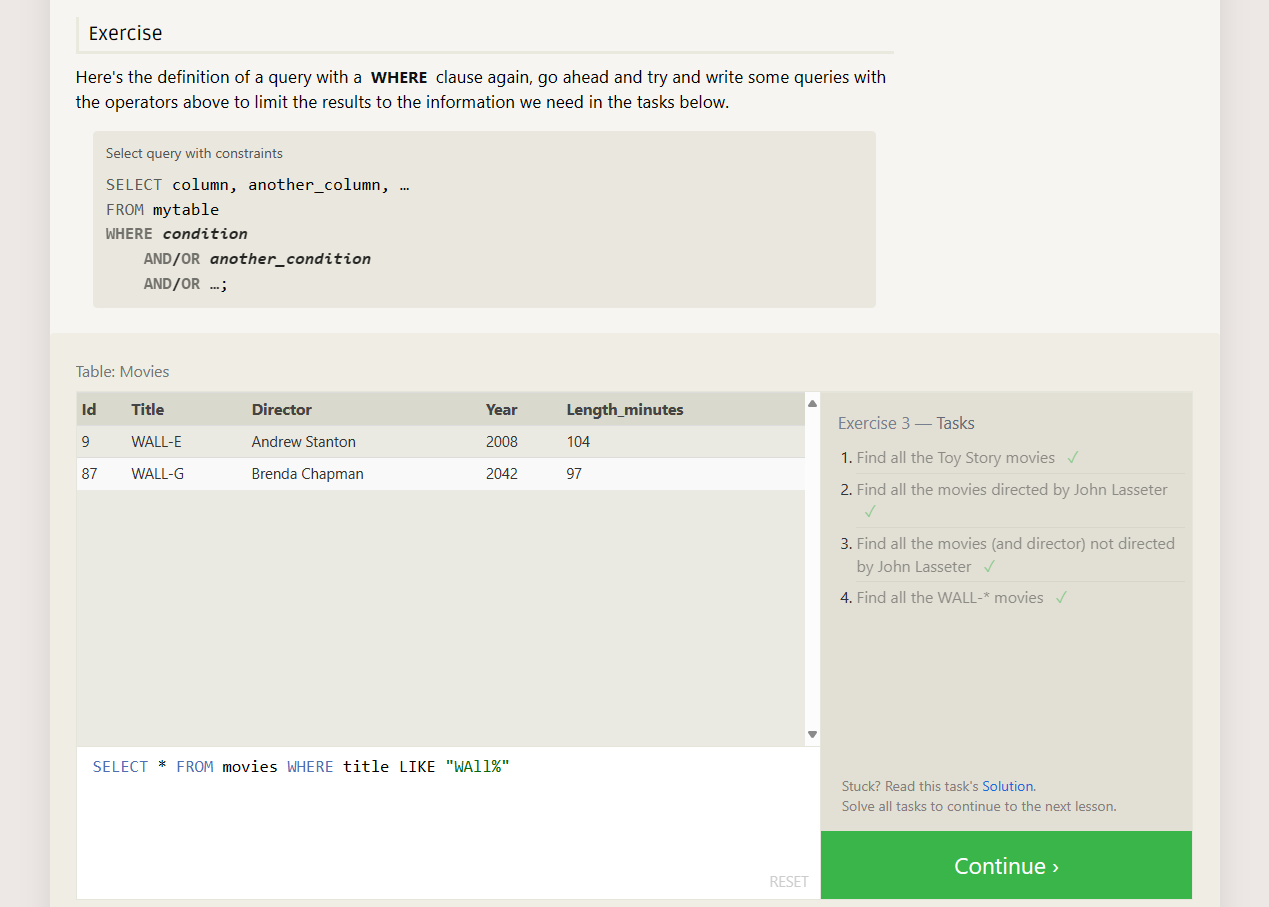 Exercise
Here's the definition of a query with a WHERE clause again, go ahead and try and write some queries with
the operators above to limit the results to the information we need in the tasks below.
Select query with constraints
SELECT column, another_column, …
FROM mytable
WHERE condition
AND/OR another_condition
AND/OR …;
Table: Movies
Id Title Director Year Length_minutes
9 WALL-E Andrew Stanton 2008 104
87 WALL-G Brenda Chapman 2042 97
SELECT * FROM movies WHERE title LIKE "WAll%"
RESET
Exercise 3 — Tasks
1. Find all the Toy Story movies ✓
2. Find all the movies directed by John Lasseter
✓
3. Find all the movies (and director) not directed
by John Lasseter ✓
4. Find all the WALL-* movies ✓
Stuck? Read this task's Solution.
Solve all tasks to continue to the next lesson.
Continue ›